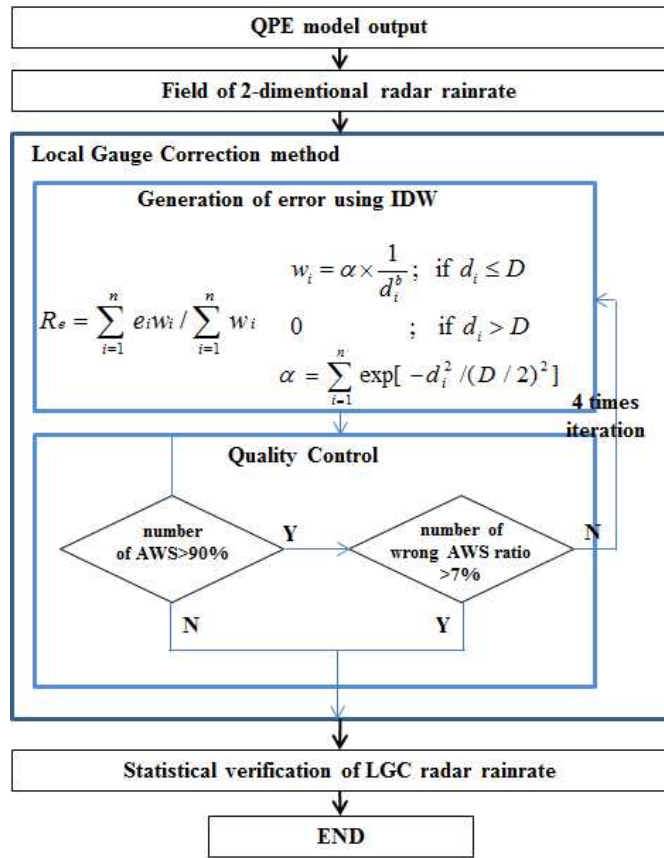 QPE model output
Field of 2-dimentional radar rainrate
Local Gauge Correction method
Generation of error using IDW
w_i = α × 1 / d_i^b ; if d_i ≤ D
R_e = ∑_{i=1}^{n} e_i w_i / ∑_{i=1}^{n} w_i
0 ; if d_i > D
α = ∑_{i=1}^{n} exp[ −d_i^2 /(D / 2)^2 ]
4 times
iteration
Quality Control
number
of AWS>90%
Y
number of
wrong AWS ratio
>7%
N
N
Y
Statistical verification of LGC radar rainrate
END